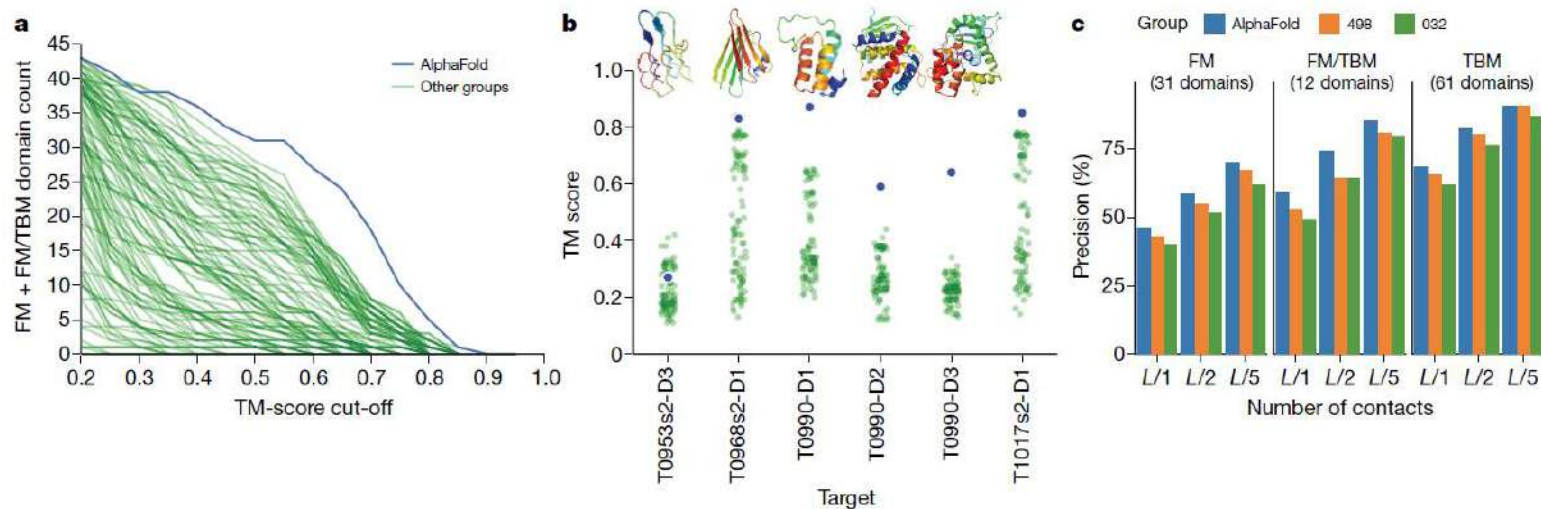 a
45
40
35
30
25
20
15
10
5
0
FM + FM/TBM domain count
AlphaFold
Other groups
0.2 0.3 0.4 0.5 0.6 0.7 0.8 0.9 1.0
TM-score cut-off
b
1.0
0.8
0.6
0.4
0.2
0
TM score
T0953s2-D3
T0968s2-D1
T0990-D1
T0990-D2
T0990-D3
T1017s2-D1
Target
c
Group AlphaFold 498 032
FM
(31 domains)
FM/TBM
(12 domains)
TBM
(61 domains)
75
50
25
0
Precision (%)
L/1 L/2 L/5 L/1 L/2 L/5 L/1 L/2 L/5
Number of contacts